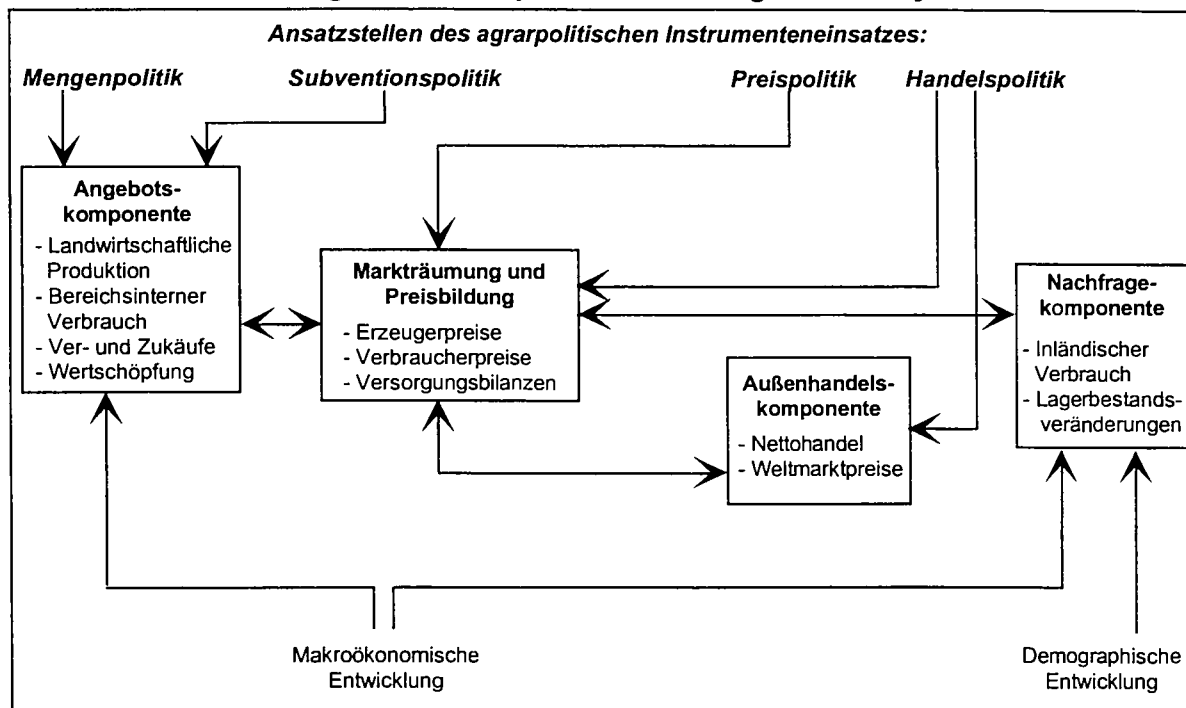 Ansatzstellen des agrarpolitischen Instrumenteneinsatzes:
Mengenpolitik
Subventionspolitik
Preispolitik
Handelspolitik
Angebots-
komponente
- Landwirtschaftliche
Produktion
- Bereichsinterner
Verbrauch
- Ver- und Zukäufe
- Wertschöpfung
Markträumung und
Preisbildung
- Erzeugerpreise
- Verbraucherpreise
- Versorgungsbilanzen
Außenhandels-
komponente
- Nettohandel
- Weltmarktpreise
Nachfrage-
komponente
- Inländischer
Verbrauch
- Lagerbestands-
veränderungen
Makroökonomische
Entwicklung
Demographische
Entwicklung